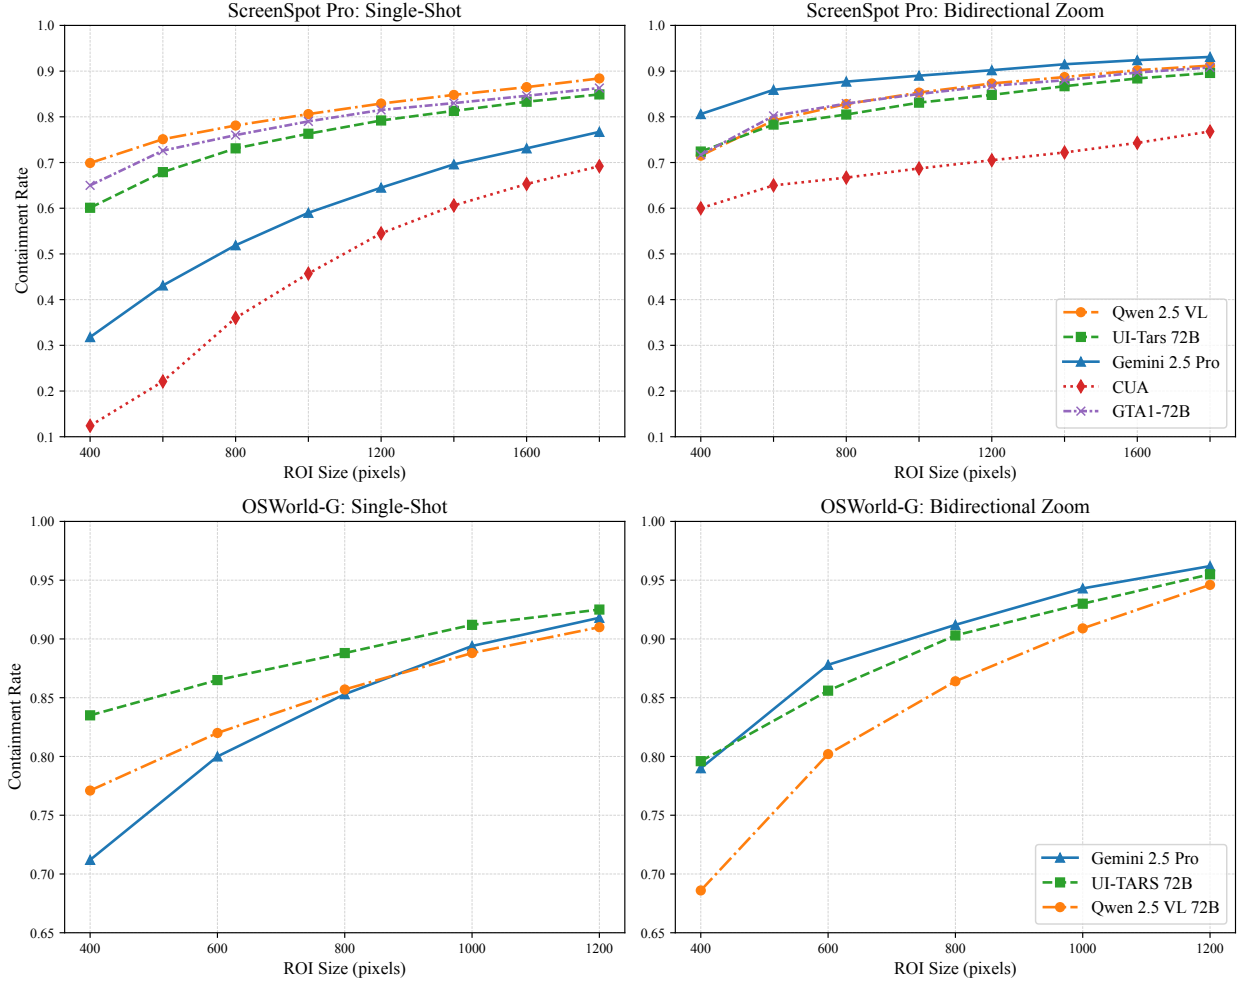 ScreenSpot Pro: Single-Shot
1.0
0.9
0.8
0.7
0.6
0.5
0.4
0.3
0.2
0.1
Containment Rate
400 800 1200 1600
ROI Size (pixels)
ScreenSpot Pro: Bidirectional Zoom
1.0
0.9
0.8
0.7
0.6
0.5
0.4
0.3
0.2
0.1
Qwen 2.5 VL
UI-Tars 72B
Gemini 2.5 Pro
CUA
GTA1-72B
400 800 1200 1600
ROI Size (pixels)
OSWorld-G: Single-Shot
1.00
0.95
0.90
0.85
0.80
0.75
0.70
0.65
Containment Rate
400 600 800 1000 1200
ROI Size (pixels)
OSWorld-G: Bidirectional Zoom
1.00
0.95
0.90
0.85
0.80
0.75
0.70
0.65
Gemini 2.5 Pro
UI-TARS 72B
Qwen 2.5 VL 72B
400 600 800 1000 1200
ROI Size (pixels)